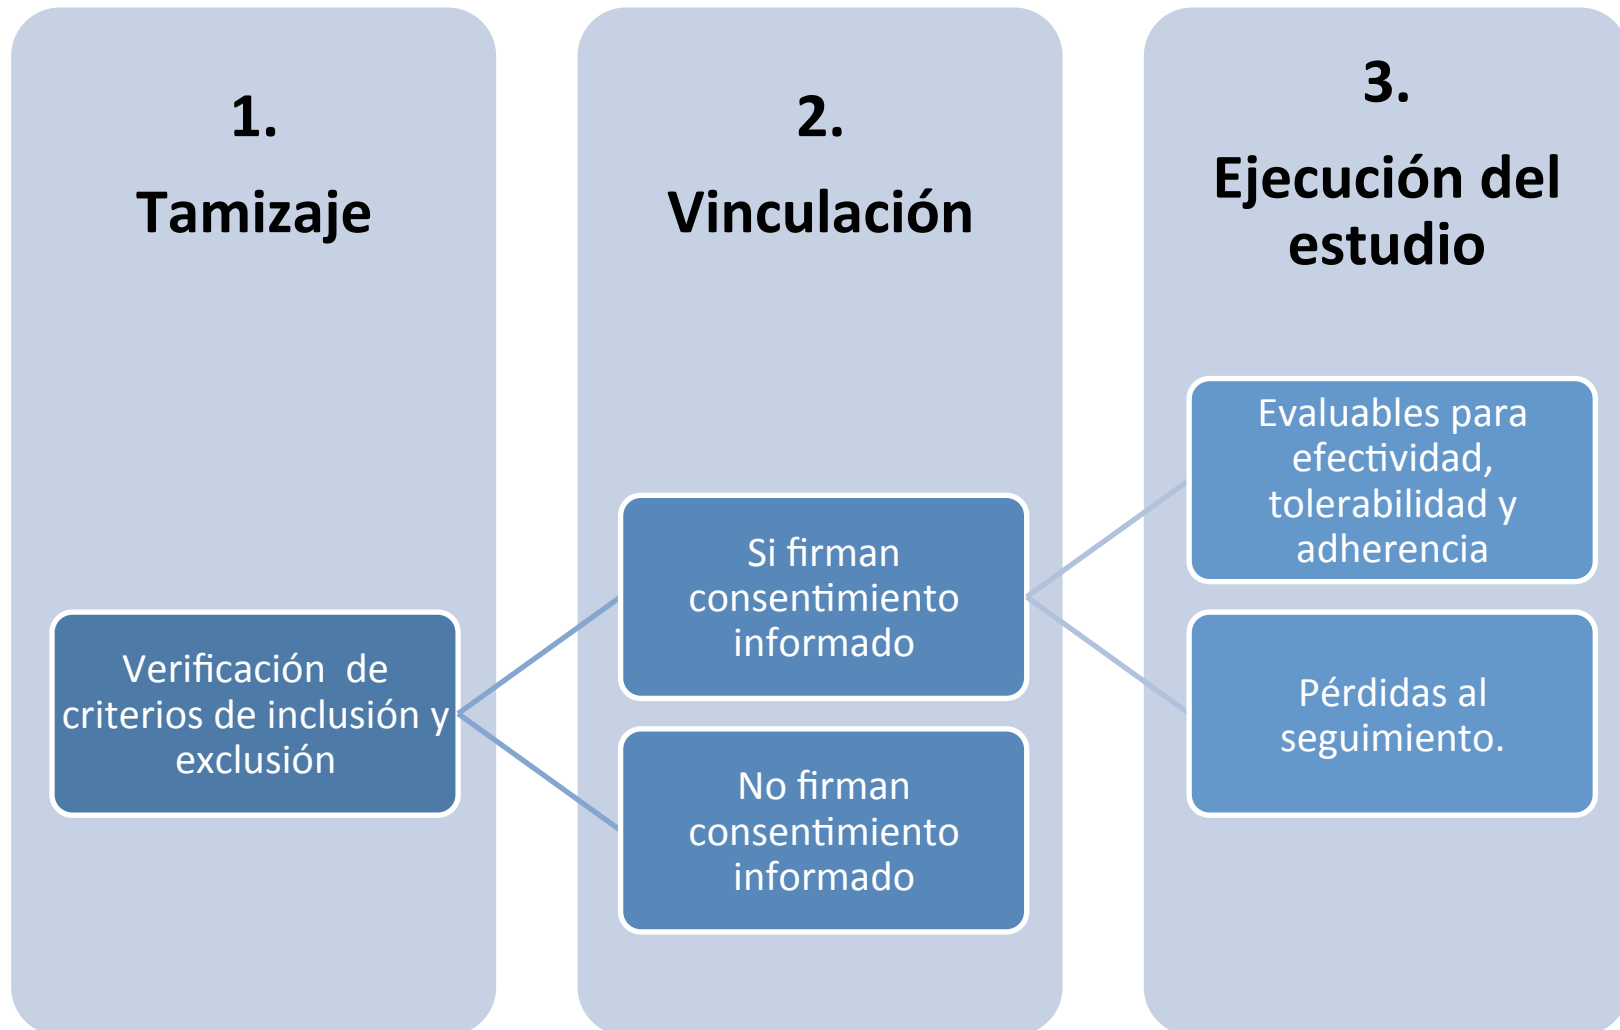 1.
Tamizaje
Verificación  de
criterios de inclusión y
exclusión
2.
Vinculación
Si firman
consentimiento
informado
No firman
consentimiento
informado
3.
Ejecución del
estudio
Evaluables para
efectividad,
tolerabilidad y
adherencia
Pérdidas al
seguimiento.